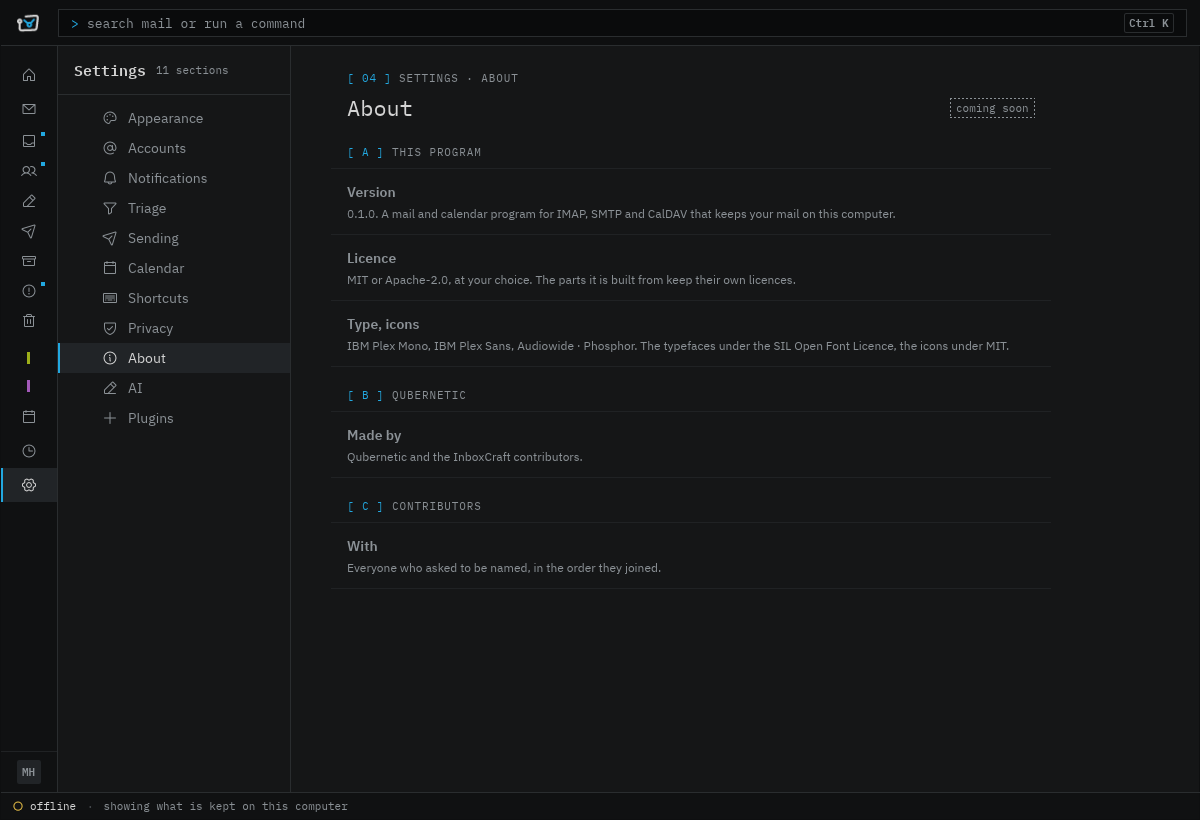 > search mail or run a command
Ctrl K
Settings 11 sections
Appearance
Accounts
Notifications
Triage
Sending
Calendar
Shortcuts
Privacy
About
AI
Plugins
MH
[ 04 ] SETTINGS · ABOUT
About
coming soon
[ A ] THIS PROGRAM
Version
0.1.0. A mail and calendar program for IMAP, SMTP and CalDAV that keeps your mail on this computer.
Licence
MIT or Apache-2.0, at your choice. The parts it is built from keep their own licences.
Type, icons
IBM Plex Mono, IBM Plex Sans, Audiowide · Phosphor. The typefaces under the SIL Open Font Licence, the icons under MIT.
[ B ] QUBERNETIC
Made by
Qubernetic and the InboxCraft contributors.
[ C ] CONTRIBUTORS
With
Everyone who asked to be named, in the order they joined.
offline · showing what is kept on this computer